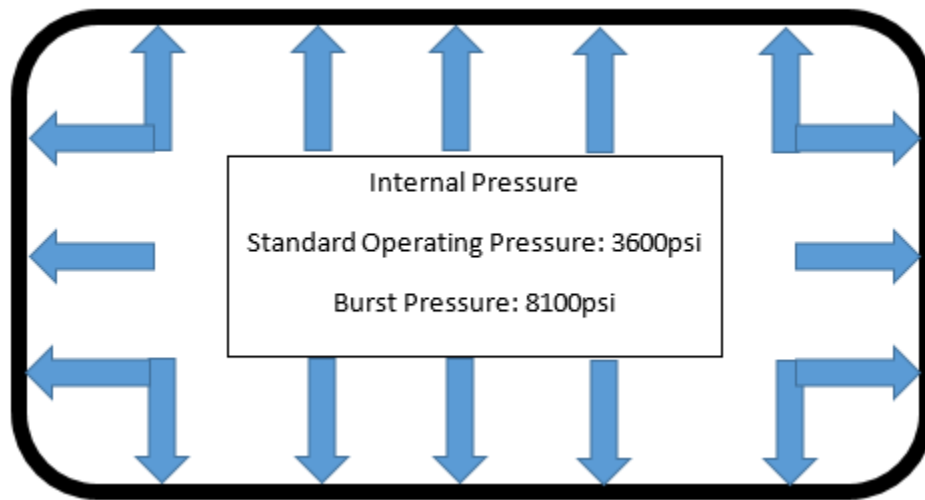 Internal Pressure
Standard Operating Pressure: 3600psi
Burst Pressure: 8100psi